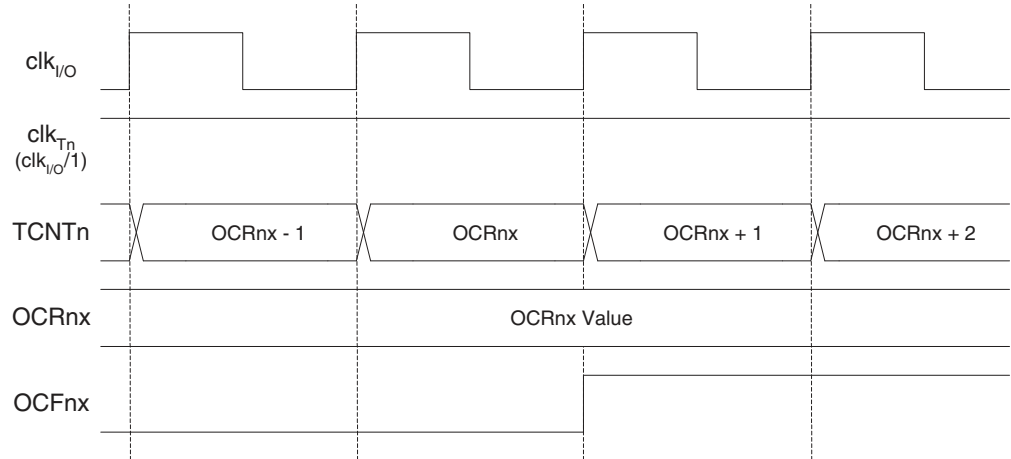 clkI/O
clkTn
(clkI/O/1)
TCNTn
OCRnx - 1
OCRnx
OCRnx + 1
OCRnx + 2
OCRnx
OCRnx Value
OCFnx